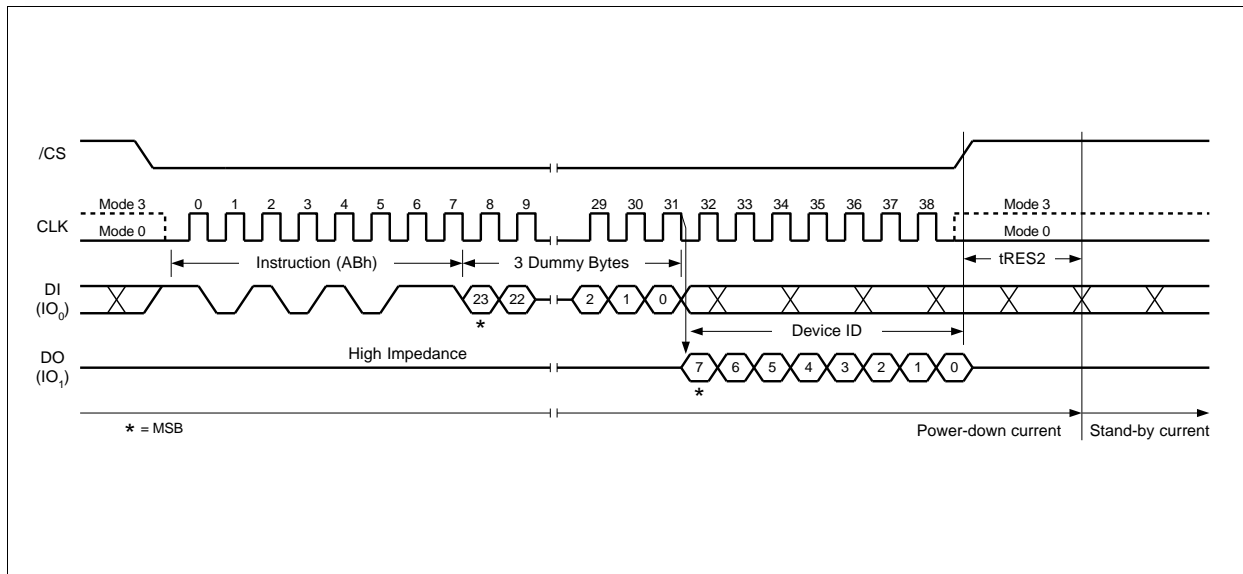 /CS
Mode 3 0 1 2 3 4 5 6 7 8 9 29 30 31 32 33 34 35 36 37 38 Mode 3
CLK
Mode 0 Mode 0
Instruction (ABh) 3 Dummy Bytes tRES2
DI
(IO0)
23 22 2 1 0
*
Device ID
DO
(IO1)
High Impedance
7 6 5 4 3 2 1 0
*
* = MSB
Power-down current Stand-by current